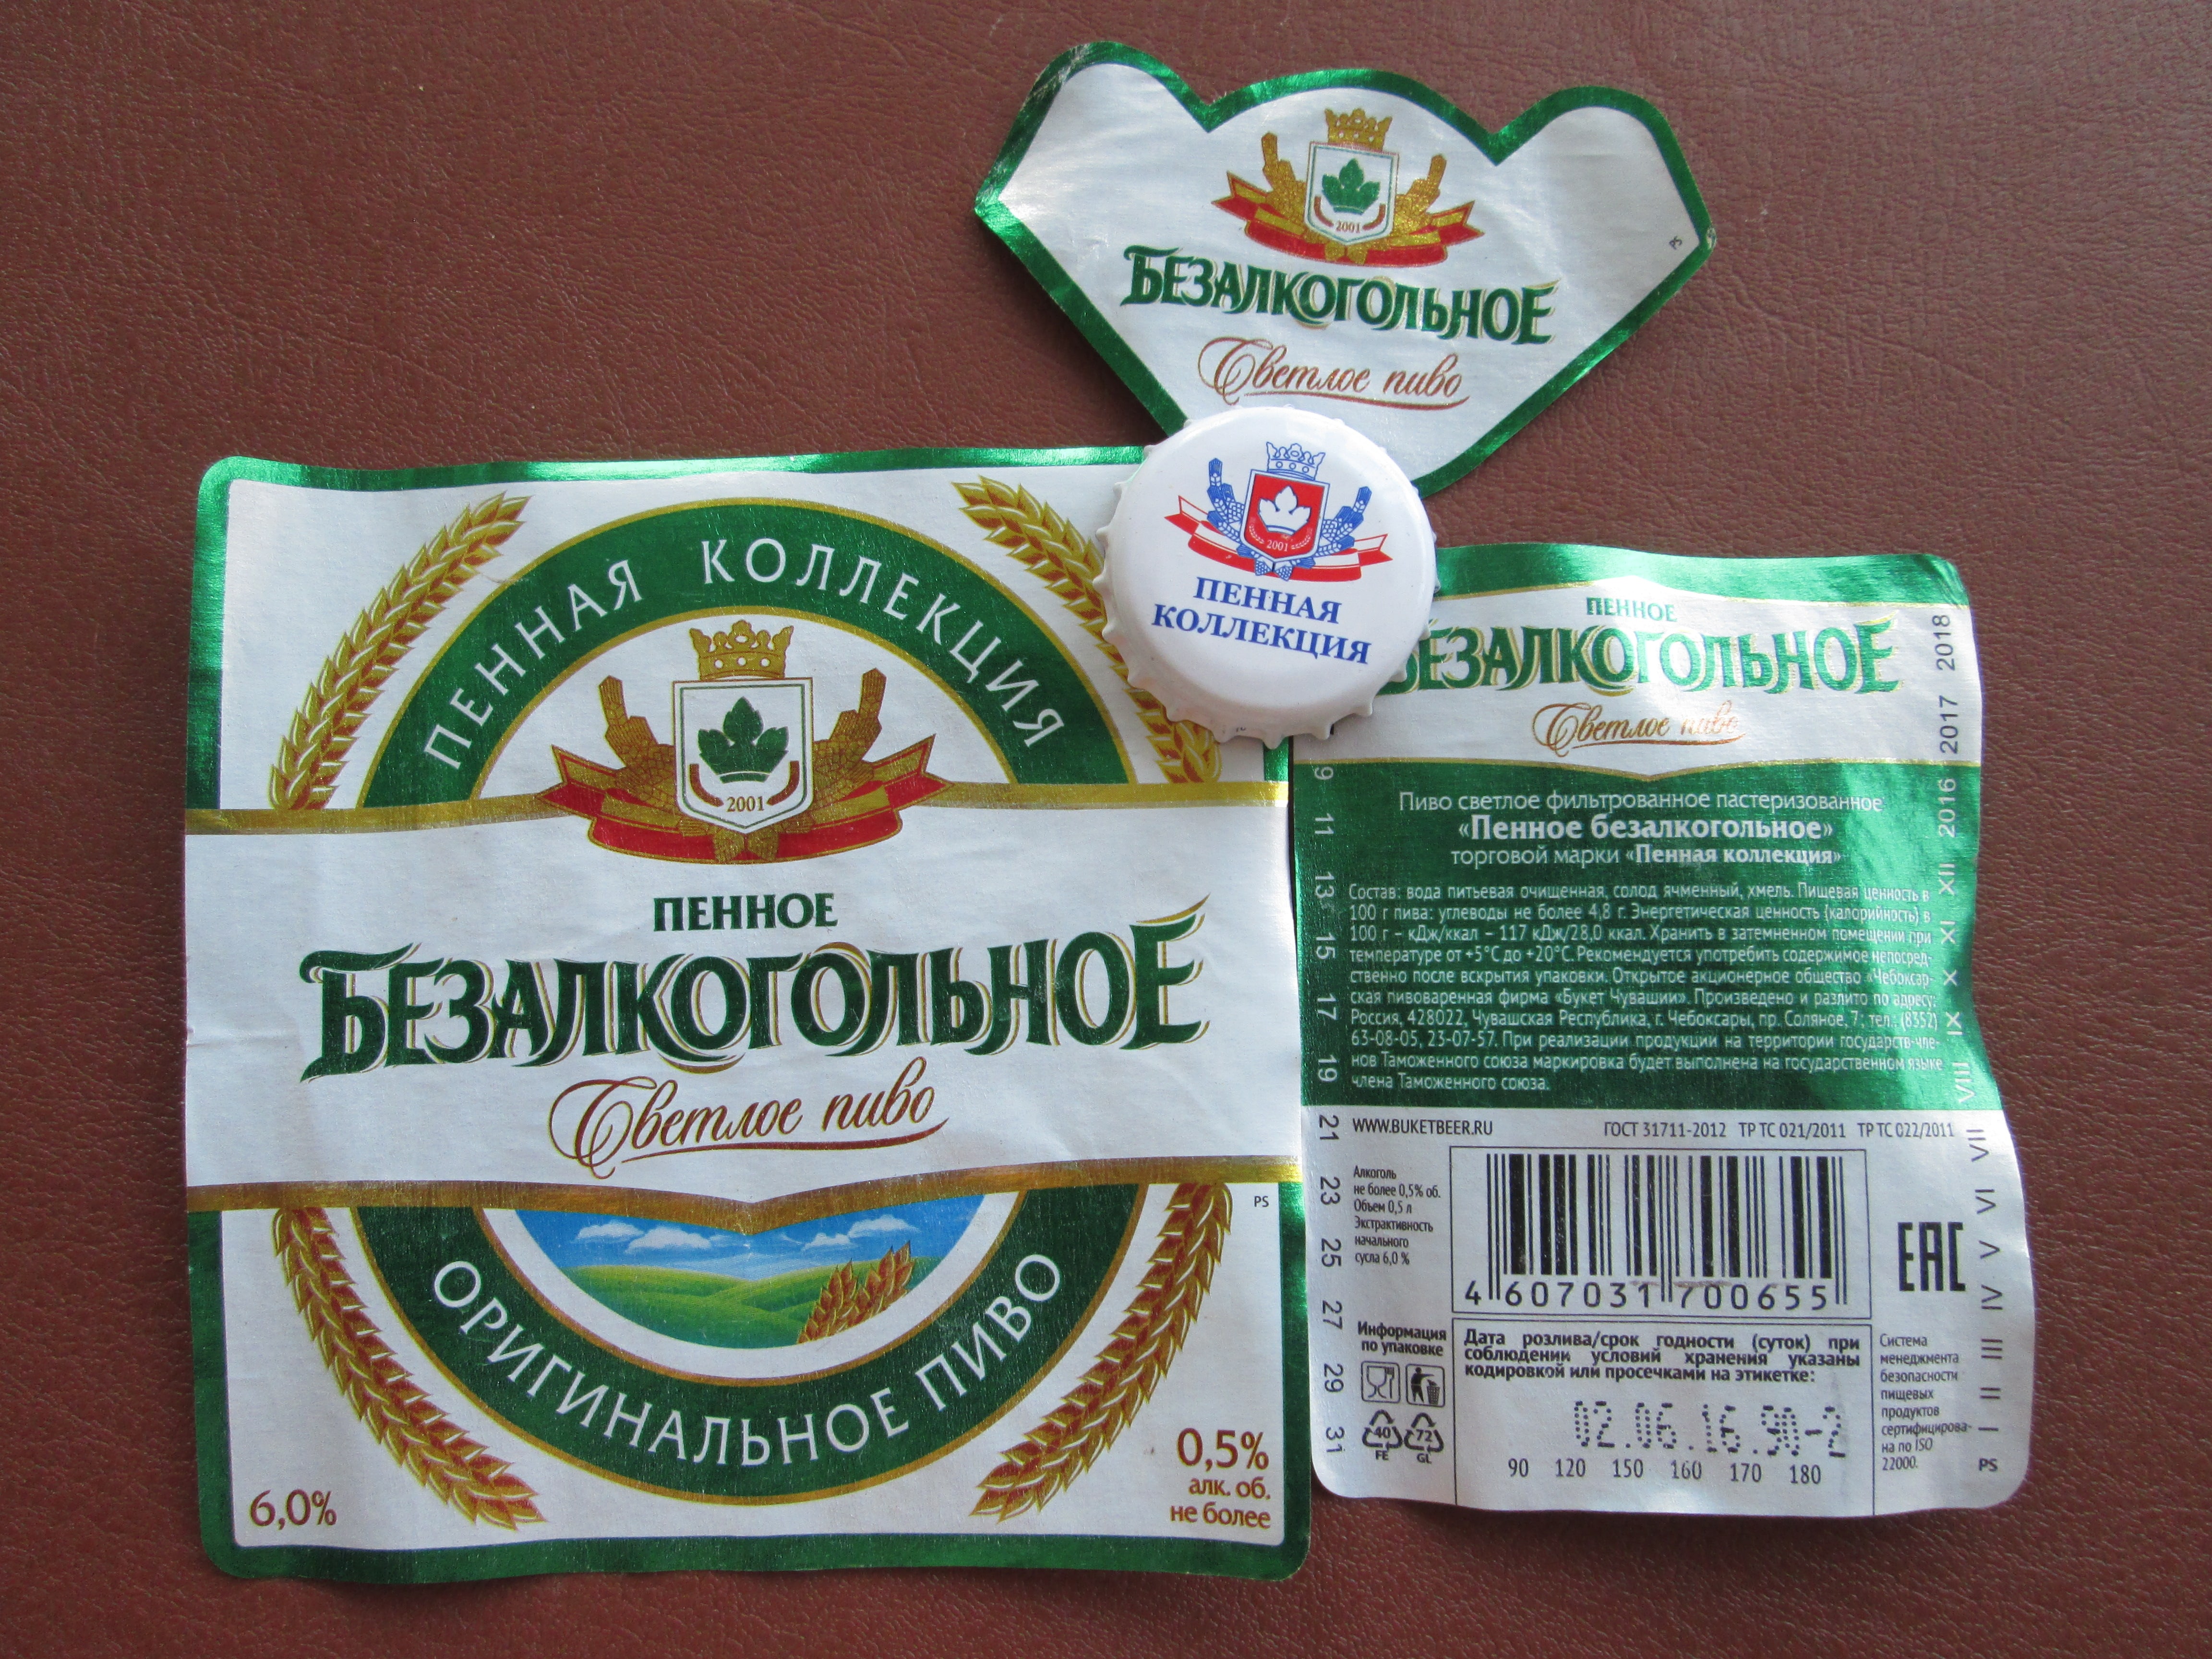 2001
БЕЗАЛКОГОЛЬНОЕ
Светлое пиво
PS
2001
ПЕННАЯ
КОЛЛЕКЦИЯ
ПЕННАЯ КОЛЛЕКЦИЯ
2001
ПЕННОЕ
БЕЗАЛКОГОЛЬНОЕ
Светлое пиво
PS
ОРИГИНАЛЬНОЕ ПИВО
6,0%
0,5%
алк. об.
не более
ПЕННОЕ
БЕЗАЛКОГОЛЬНОЕ
Светлое пиво
Пиво светлое фильтрованное пастеризованное
«Пенное безалкогольное»
торговой марки «Пенная коллекция»
Состав: вода питьевая очищенная, солод ячменный, хмель. Пищевая ценность в
100 г пива: углеводы не более 4,8 г. Энергетическая ценность (калорийность) в
100 г – кДж/ккал – 117 кДж/28,0 ккал. Хранить в затемненном помещении при
температуре от +5°С до +20°С. Рекомендуется употребить содержимое непосред-
ственно после вскрытия упаковки. Открытое акционерное общество «Чебоксар-
ская пивоваренная фирма «Букет Чувашии». Произведено и разлито по адресу:
Россия, 428022, Чувашская Республика, г. Чебоксары, пр. Соляное, 7; тел.: (8352)
63-08-05, 23-07-57. При реализации продукции на территории государств-чле-
нов Таможенного союза маркировка будет выполнена на государственном языке
члена Таможенного союза.
WWW.BUKETBEER.RU ГОСТ 31711-2012 ТР ТС 021/2011 ТР ТС 022/2011
Алкоголь
не более 0,5% об.
Объем 0,5 л
Экстрактивность
начального
сусла 6,0 %
4 607031 700655
EAC
Информация
по упаковке
40
FE
72
GL
Дата розлива/срок годности (суток) при
соблюдении условий хранения указаны
кодировкой или просечками на этикетке:
02.06.16.90-2
90 120 150 160 170 180
Система
менеджмента
безопасности
пищевых
продуктов
сертифицирова-
на по ISO
22000.
9 11 13 15 17 19 21 23 25 27 29 31
PS I II III IV V VI VII VIII IX X XI XII 2016 2017 2018